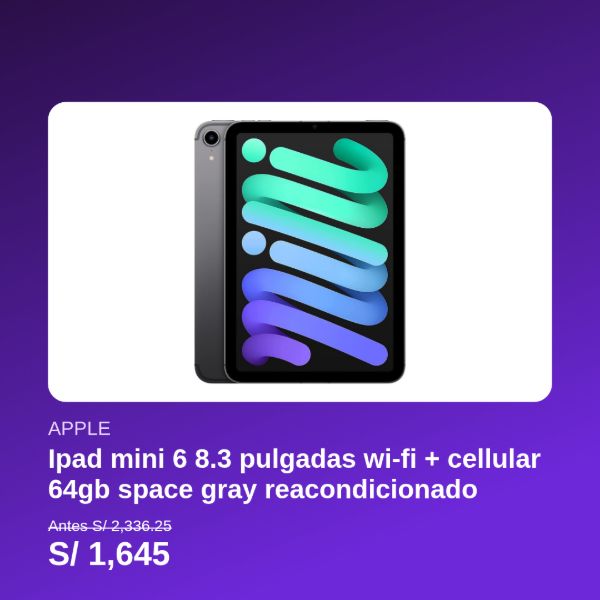 APPLE
Ipad mini 6 8.3 pulgadas wi-fi + cellular
64gb space gray reacondicionado
Antes S/ 2,336.25
S/ 1,645